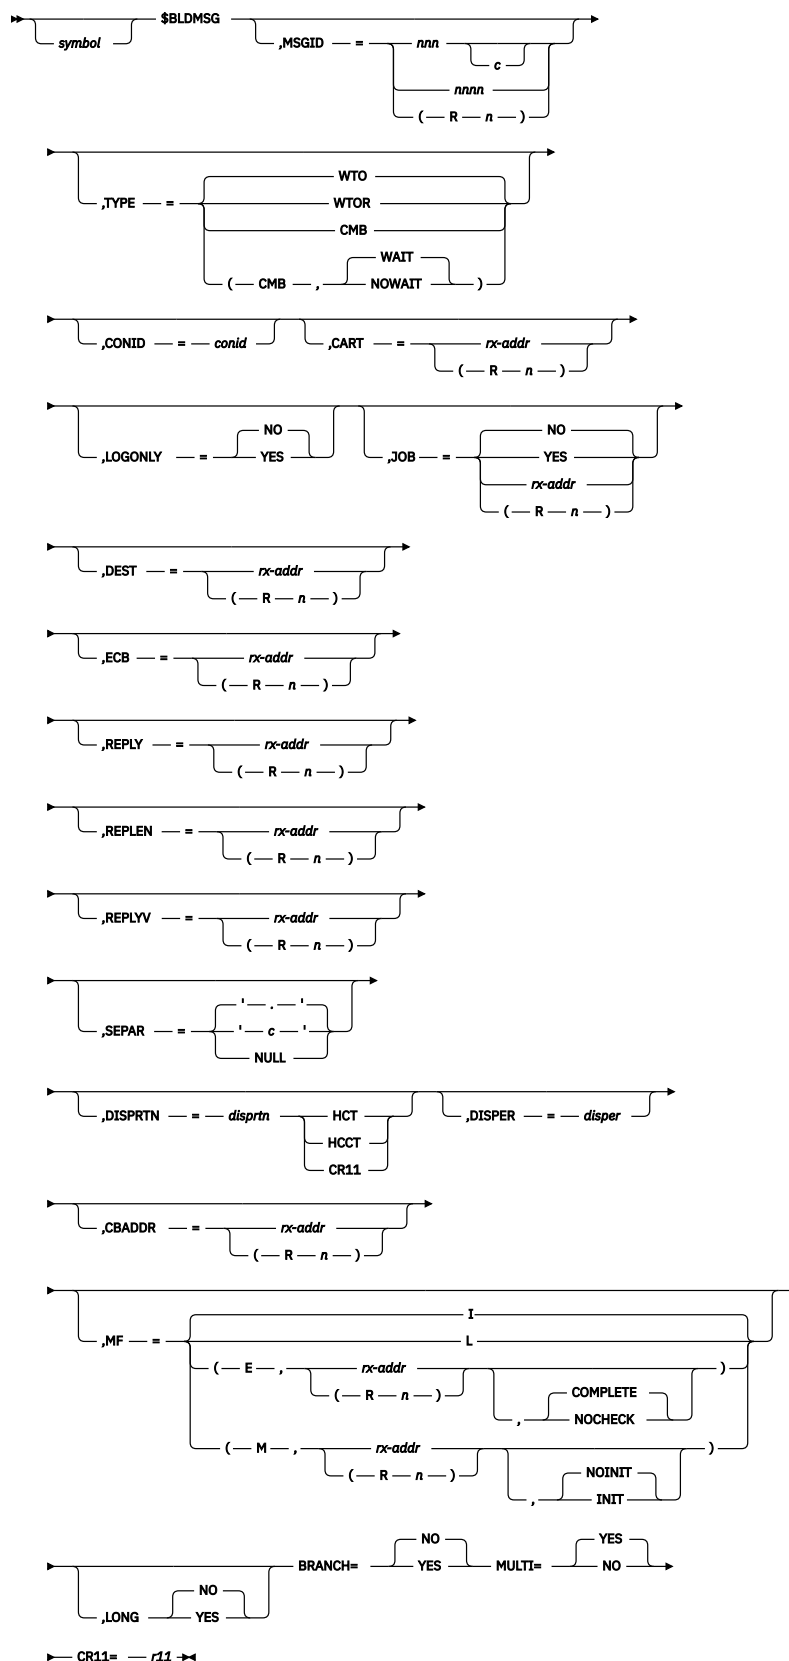 $BLDMSG
symbol
,MSGID = nnn
c
nnnn
( R n )
WTO
,TYPE = WTOR
CMB
WAIT
( CMB , NOWAIT )
,CONID = conid ,CART = rx-addr
( R n )
NO NO
,LOGONLY = YES ,JOB = YES
rx-addr
( R n )
,DEST = rx-addr
( R n )
,ECB = rx-addr
( R n )
,REPLY = rx-addr
( R n )
,REPLEN = rx-addr
( R n )
,REPLYV = rx-addr
( R n )
' . '
,SEPAR = ' c '
NULL
,DISPRTN = disprtn HCT ,DISPER = disper
HCCT
CR11
,CBADDR = rx-addr
( R n )
I
,MF = L
( E , rx-addr )
( R n ) COMPLETE
, NOCHECK
( M , rx-addr )
( R n ) NOINIT
, INIT
NO YES
BRANCH= YES MULTI= NO
NO
,LONG YES
CR11= r11